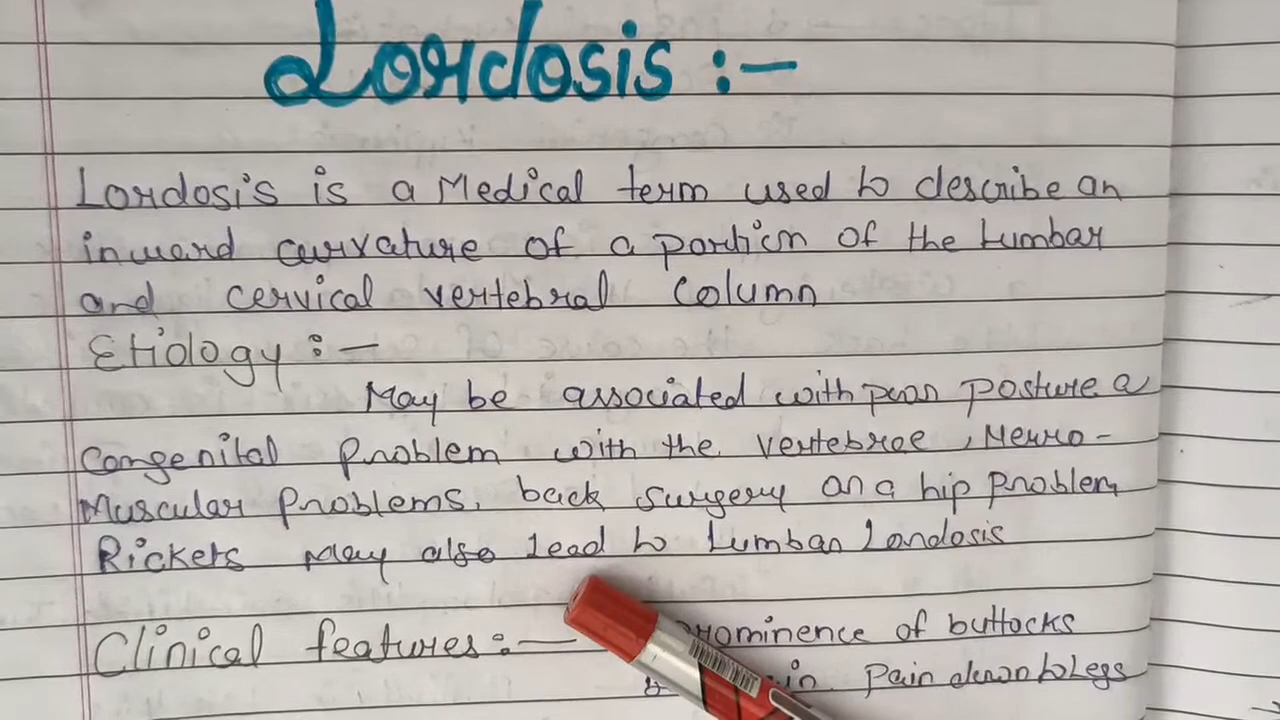 Lordosis :-
Lordosis is a Medical term used to describe an
inward curvature of a portion of the Lumbar
and cervical vertebral column
Etiology :-
May be associated with poor posture a
congenital problem with the vertebrae, Neuro-
Muscular problems, back surgery or a hip problem
Rickets may also lead to Lumbar Lordosis
Clinical features :- prominence of buttocks
Pain down to Legs